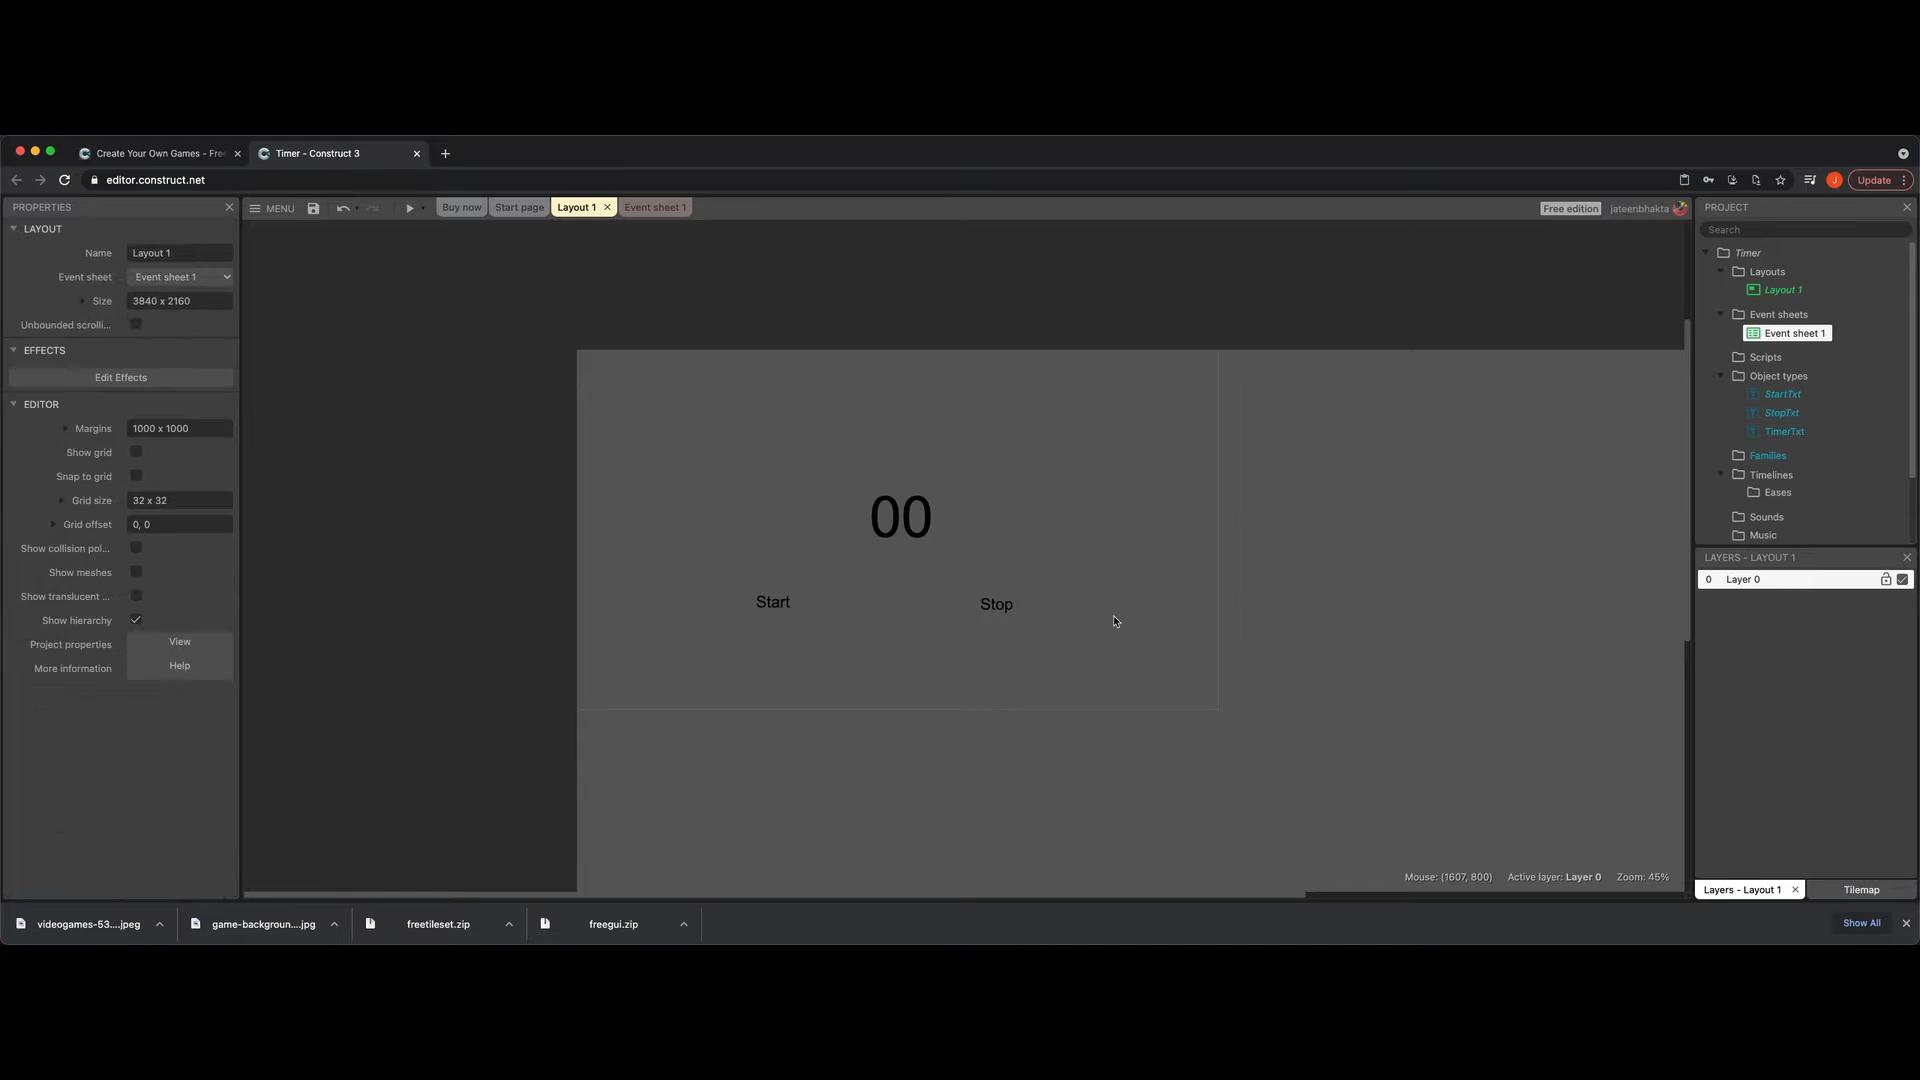 Create Your Own Games - Fre
Timer - Construct 3
editor.construct.net
J
Update
PROPERTIES
MENU
Buy now
Start page
Layout 1
Event sheet 1
Free edition
jateenbhakta
PROJECT
LAYOUT
Name
Layout 1
Event sheet
Event sheet 1
Size
3840 x 2160
Unbounded scrolli...
EFFECTS
Edit Effects
EDITOR
Margins
1000 x 1000
Show grid
Snap to grid
Grid size
32 x 32
Grid offset
0, 0
Show collision pol...
Show meshes
Show translucent ...
Show hierarchy
Project properties
View
More information
Help
00
Start
Stop
Mouse: (1607, 800)
Active layer: Layer 0
Zoom: 45%
Search
Timer
Layouts
Layout 1
Event sheets
Event sheet 1
Scripts
Object types
StartTxt
StopTxt
TimerTxt
Families
Timelines
Eases
Sounds
Music
LAYERS - LAYOUT 1
0 Layer 0
Layers - Layout 1
Tilemap
videogames-53....jpeg
game-backgroun....jpg
freetileset.zip
freegui.zip
Show All